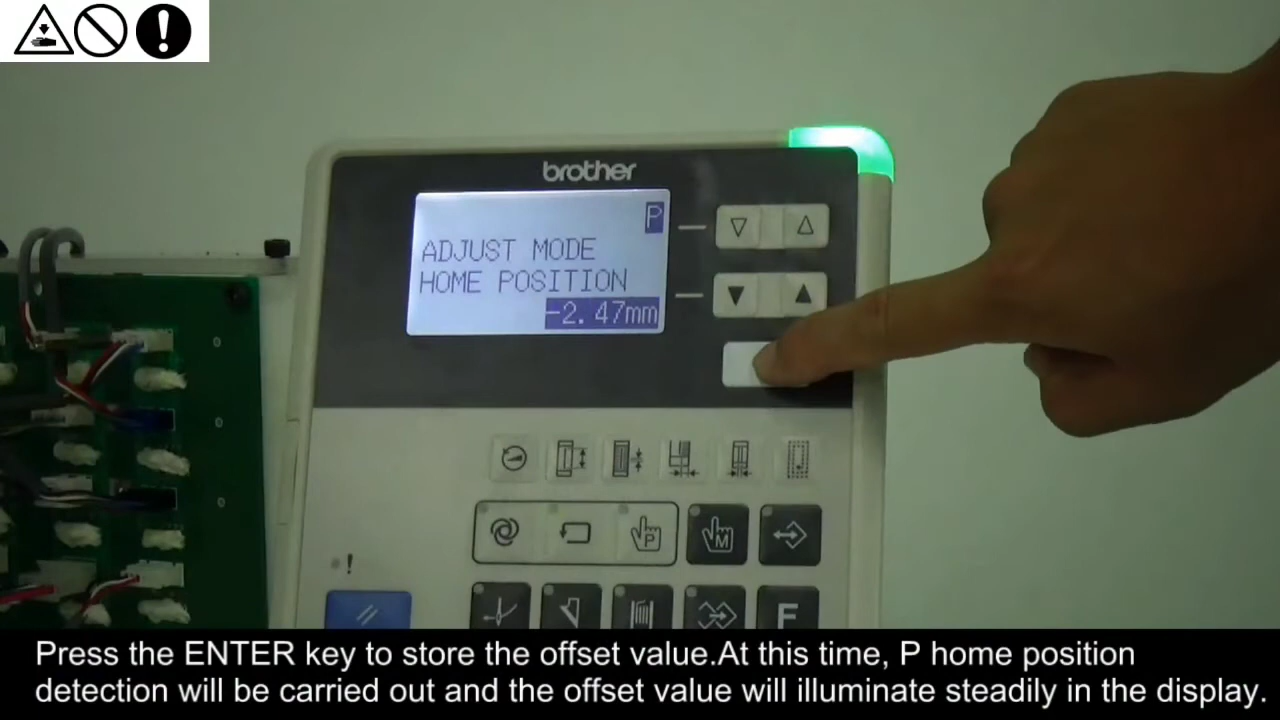 brother
P
ADJUST MODE
HOME POSITION
-2.47mm
P
M
!
F
Press the ENTER key to store the offset value.At this time, P home position
detection will be carried out and the offset value will illuminate steadily in the display.